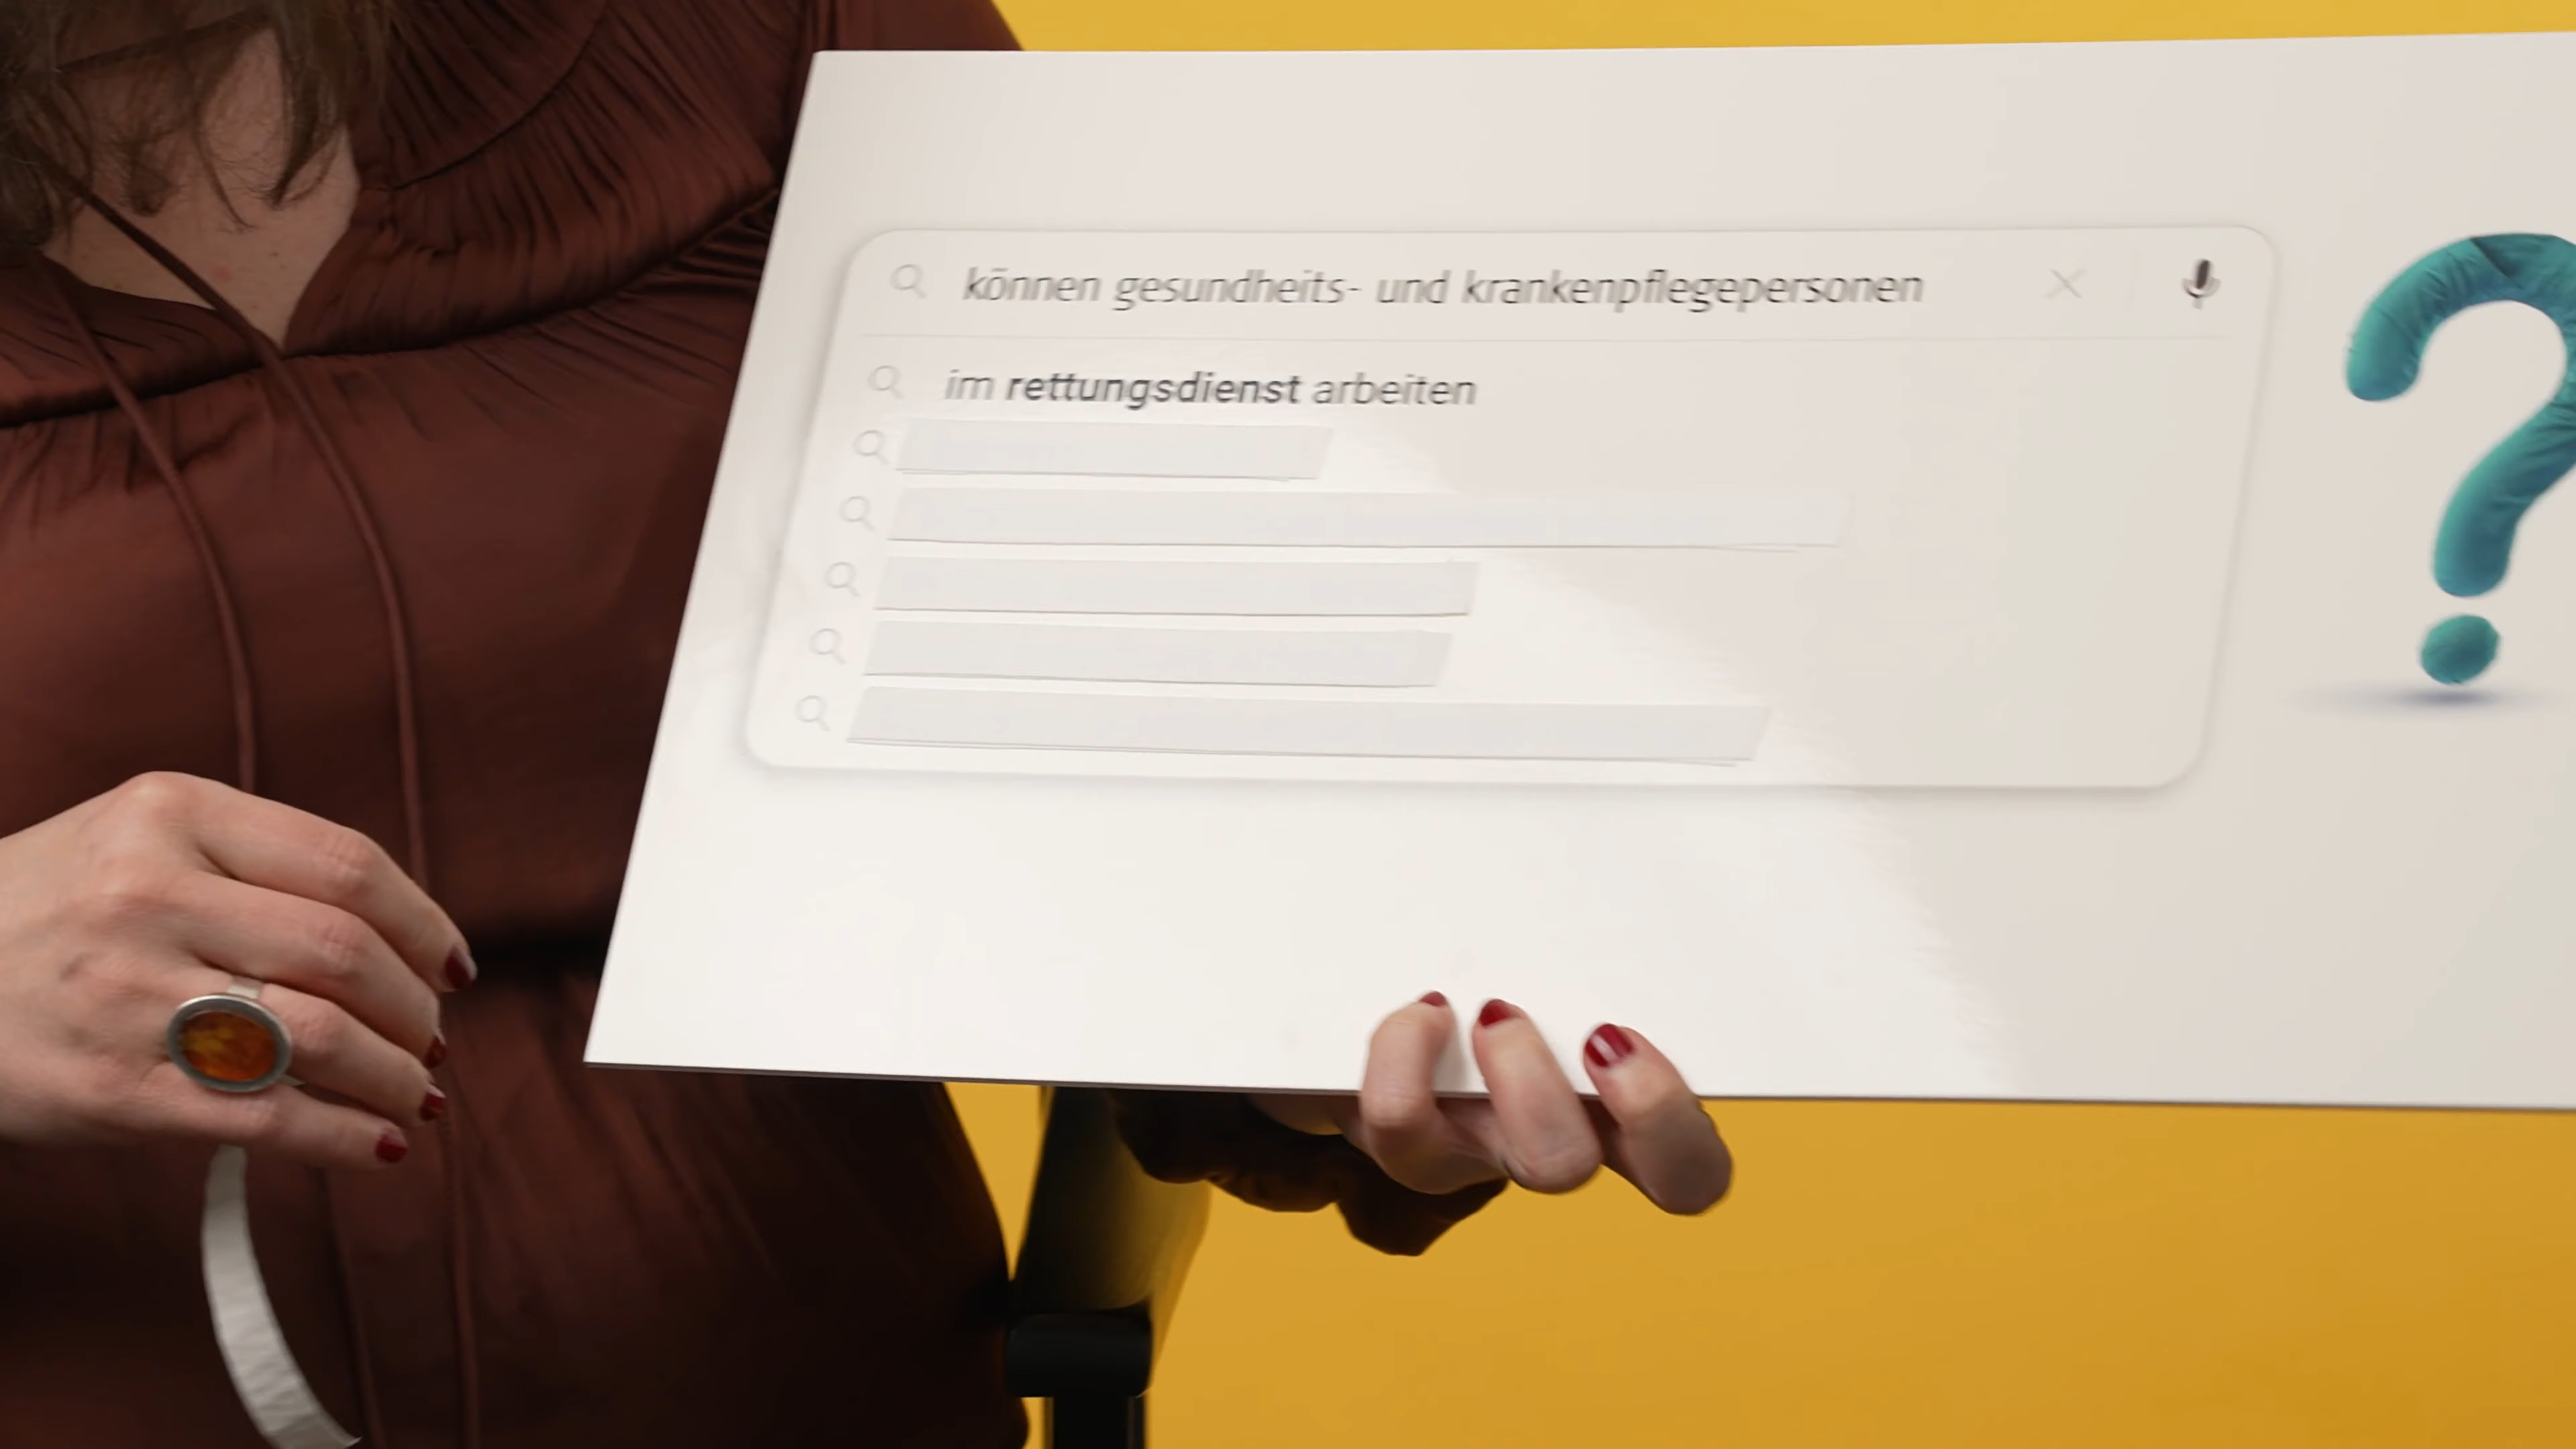 können gesundheits- und krankenpflegepersonen
im rettungsdienst arbeiten